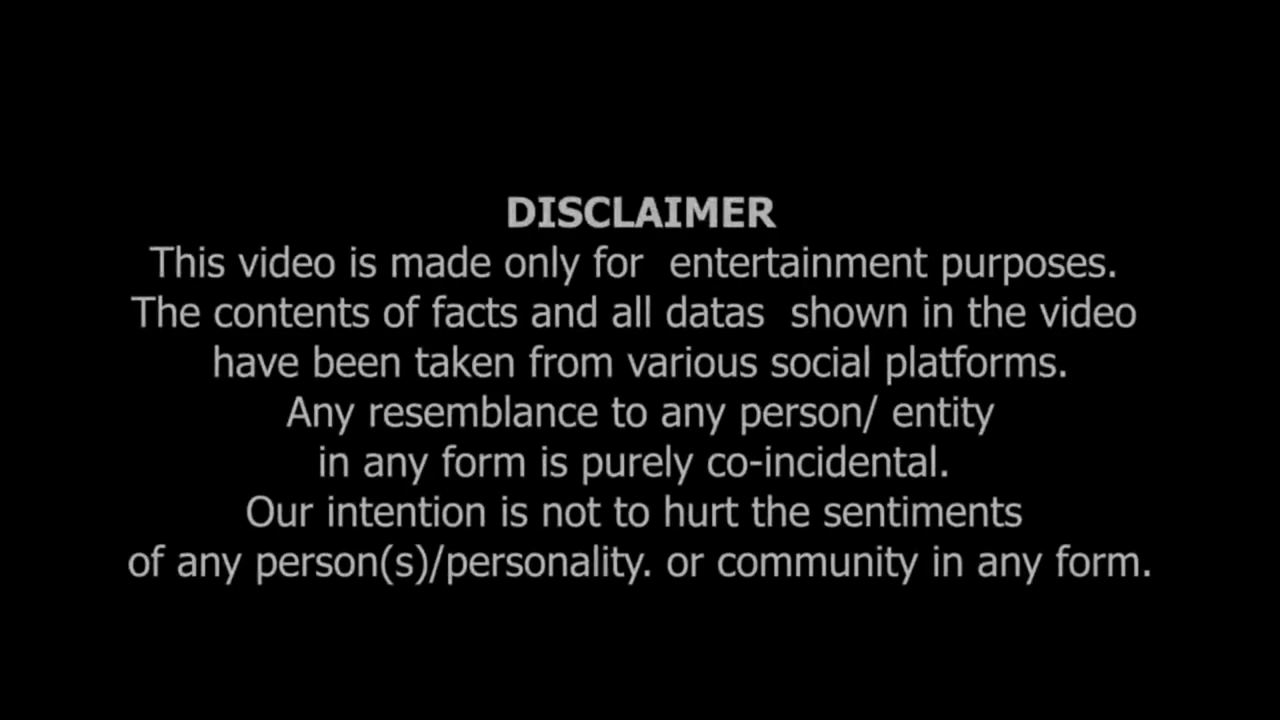 DISCLAIMER
This video is made only for  entertainment purposes.
The contents of facts and all datas  shown in the video
have been taken from various social platforms.
Any resemblance to any person/ entity
in any form is purely co-incidental.
Our intention is not to hurt the sentiments
of any person(s)/personality. or community in any form.